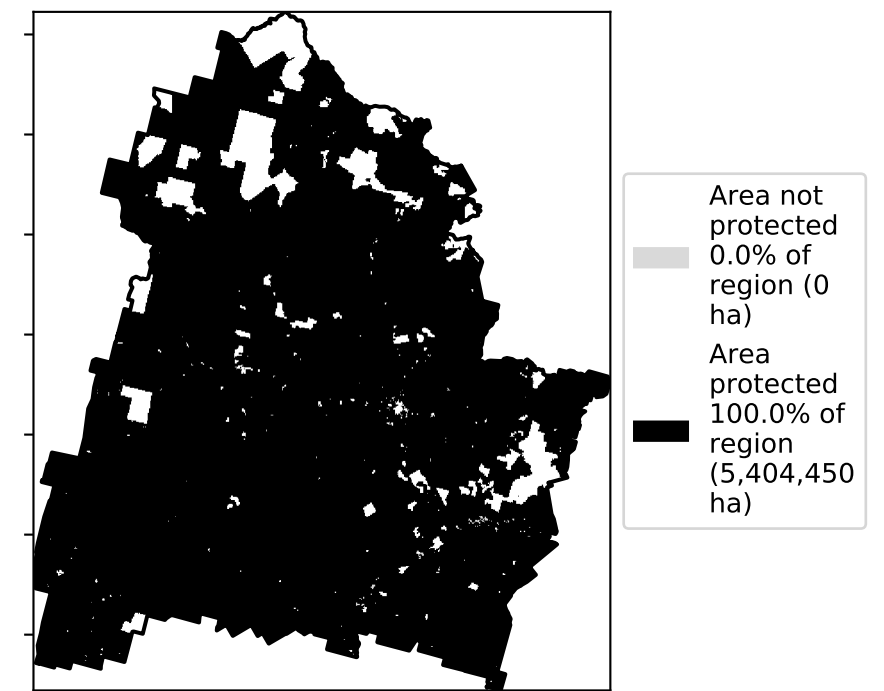 Area not
protected
0.0% of
region (0
ha)
Area
protected
100.0% of
region
(5,404,450
ha)